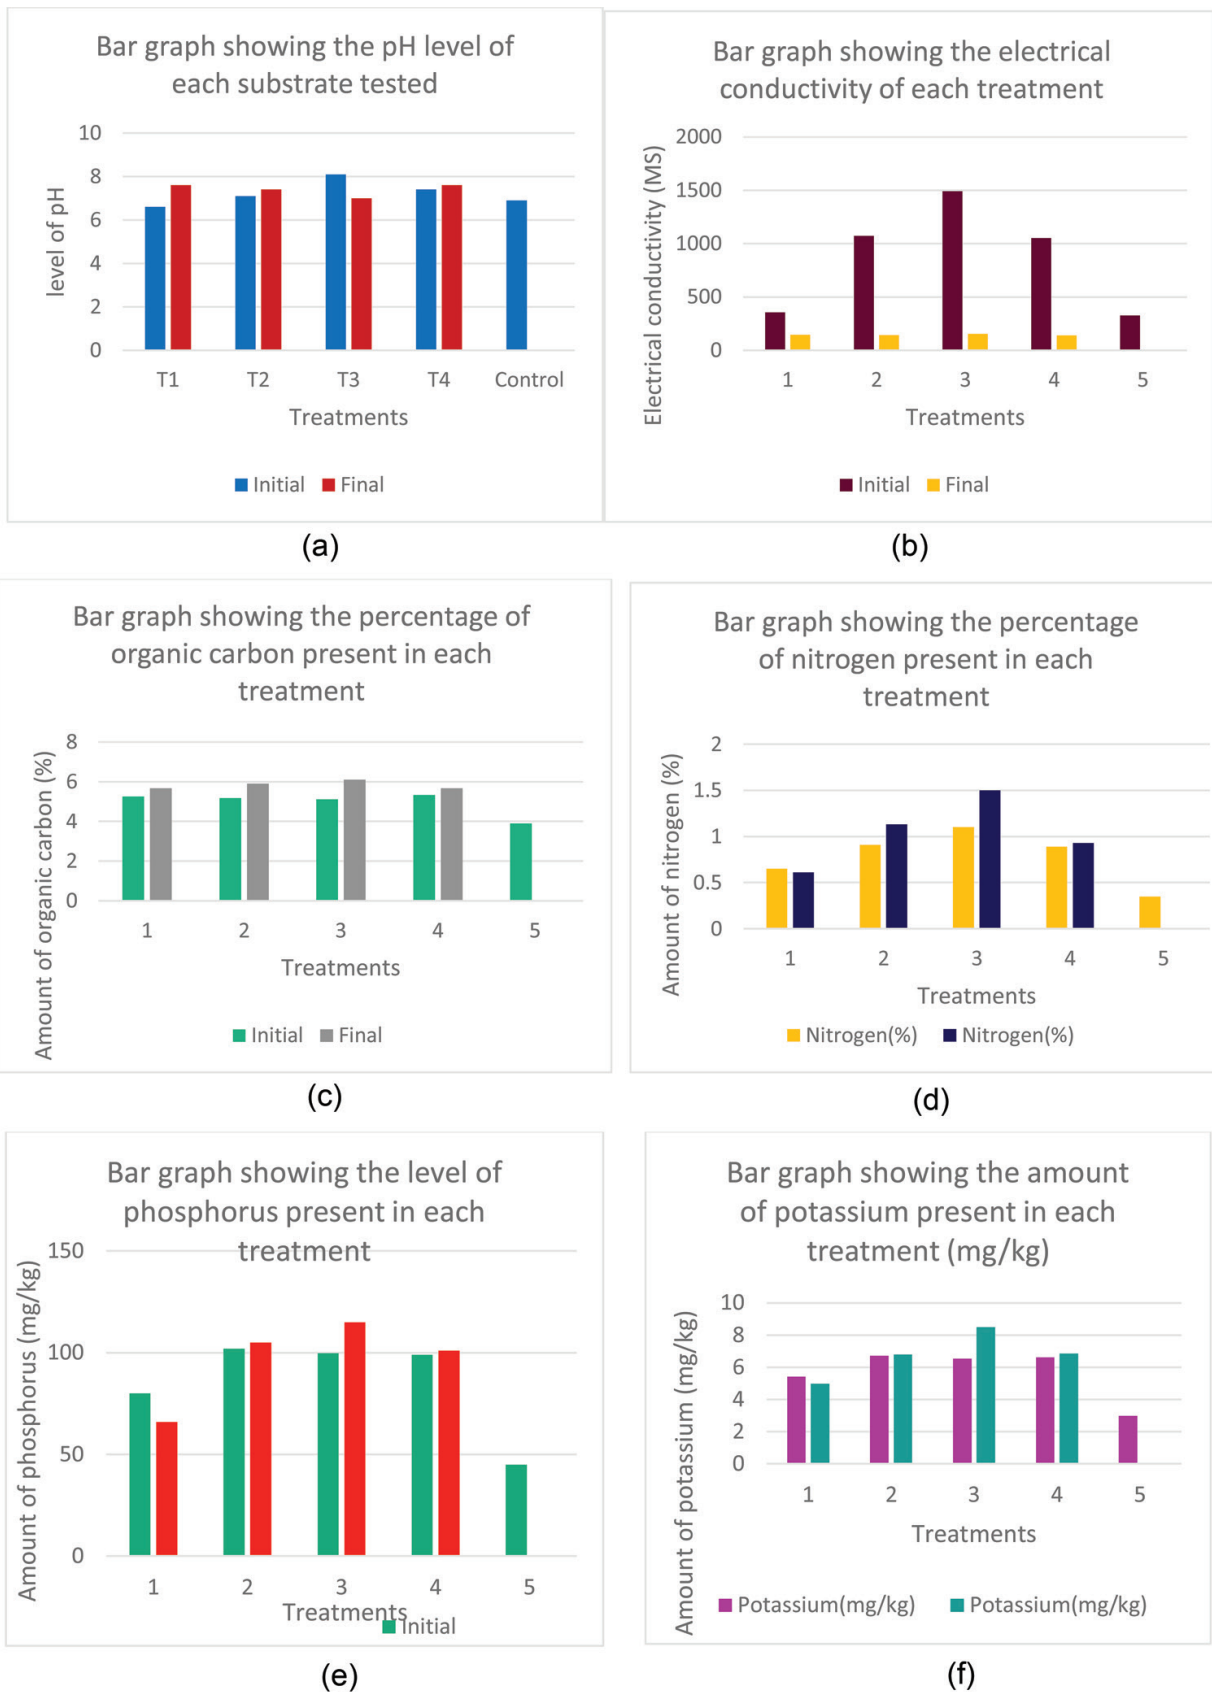 Bar graph showing the pH level of
each substrate tested
10
8
6
4
2
0
level of pH
T1 T2 T3 T4 Control
Treatments
Initial Final
(a)
Bar graph showing the electrical
conductivity of each treatment
2000
1500
1000
500
0
Electrical conductivity (MS)
1 2 3 4 5
Treatments
Initial Final
(b)
Bar graph showing the percentage of
organic carbon present in each
treatment
8
6
4
2
0
Amount of organic carbon (%)
1 2 3 4 5
Treatments
Initial Final
(c)
Bar graph showing the percentage
of nitrogen present in each
treatment
2
1.5
1
0.5
0
Amount of nitrogen (%)
1 2 3 4 5
Treatments
Nitrogen(%) Nitrogen(%)
(d)
Bar graph showing the level of
phosphorus present in each
treatment
150
100
50
0
Amount of phosphorus (mg/kg)
1 2 3 4 5
Treatments
Initial
(e)
Bar graph showing the amount
of potassium present in each
treatment (mg/kg)
10
8
6
4
2
0
Amount of potassium (mg/kg)
1 2 3 4 5
Treatments
Potassium(mg/kg) Potassium(mg/kg)
(f)